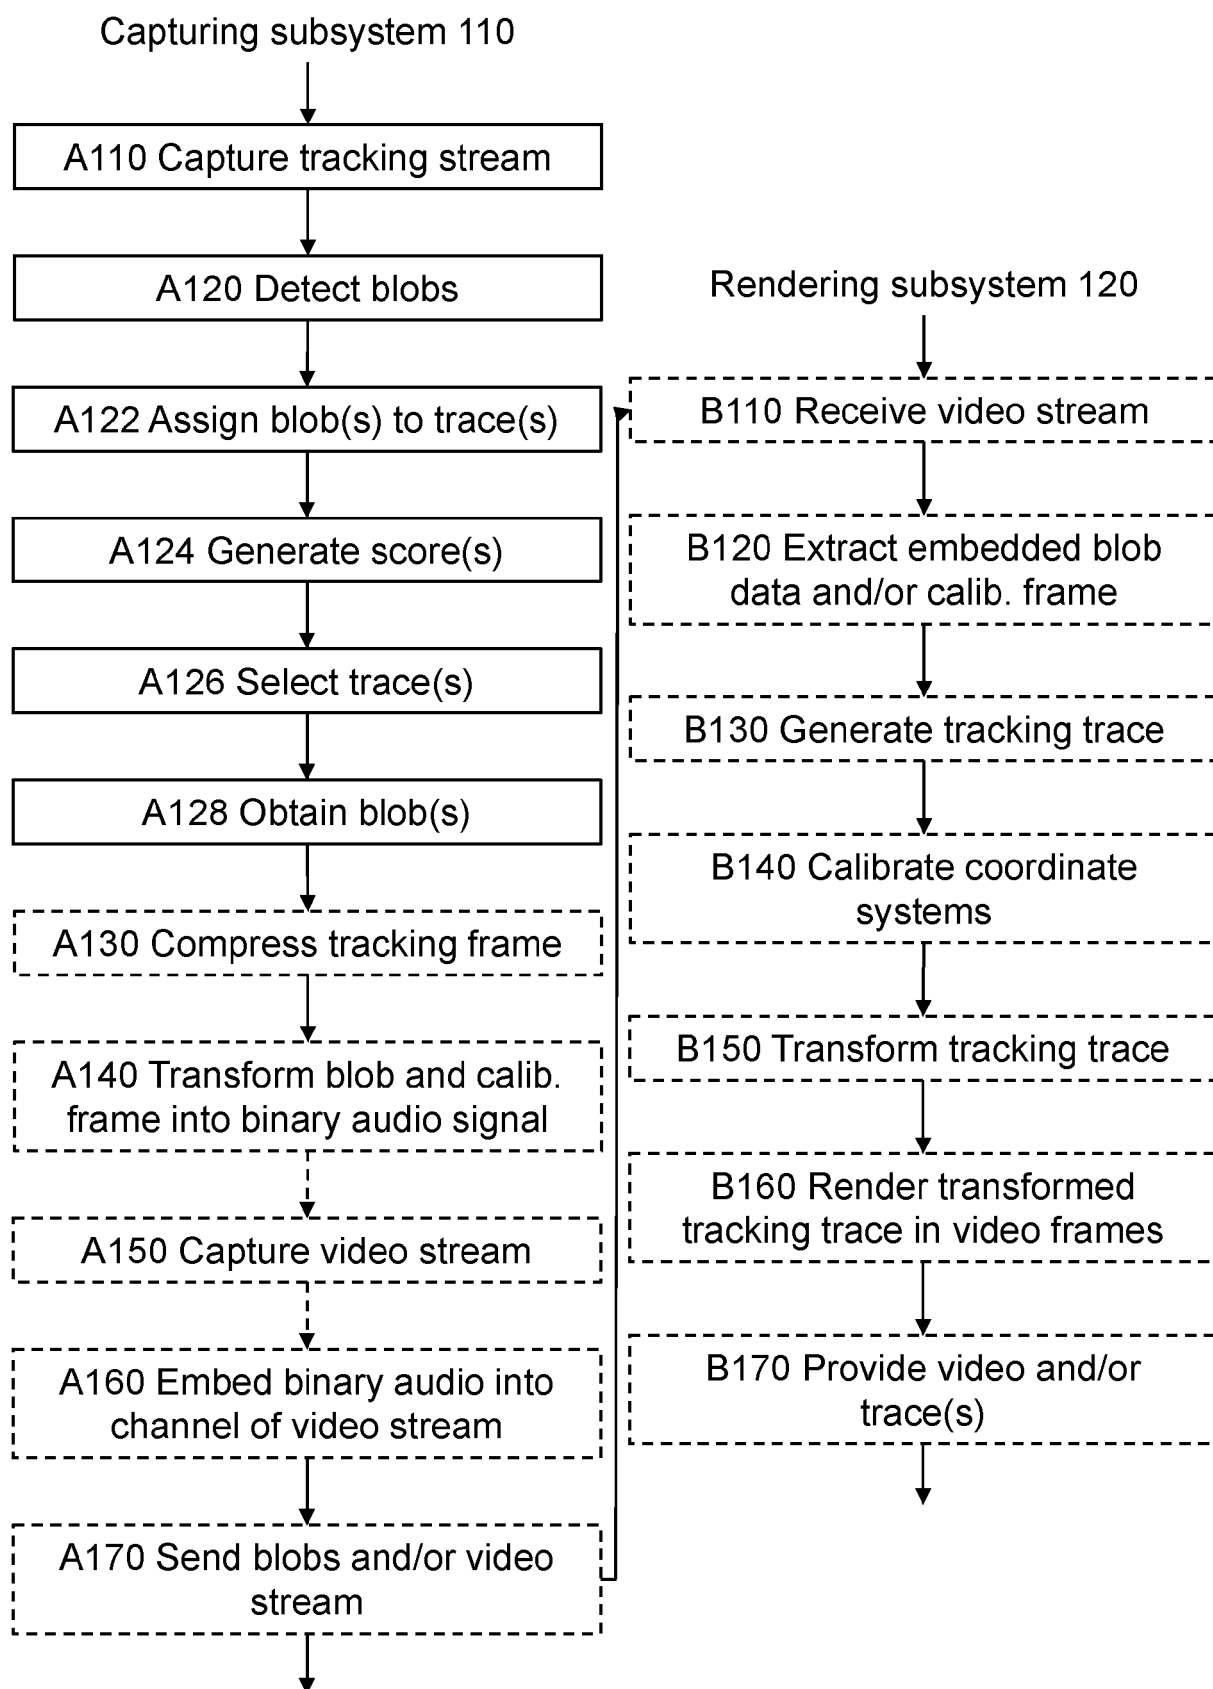 Capturing subsystem 110
A110 Capture tracking stream
A120 Detect blobs
A122 Assign blob(s) to trace(s)
A124 Generate score(s)
A126 Select trace(s)
A128 Obtain blob(s)
A130 Compress tracking frame
A140 Transform blob and calib.
frame into binary audio signal
A150 Capture video stream
A160 Embed binary audio into
channel of video stream
A170 Send blobs and/or video
stream
Rendering subsystem 120
B110 Receive video stream
B120 Extract embedded blob
data and/or calib. frame
B130 Generate tracking trace
B140 Calibrate coordinate
systems
B150 Transform tracking trace
B160 Render transformed
tracking trace in video frames
B170 Provide video and/or
trace(s)